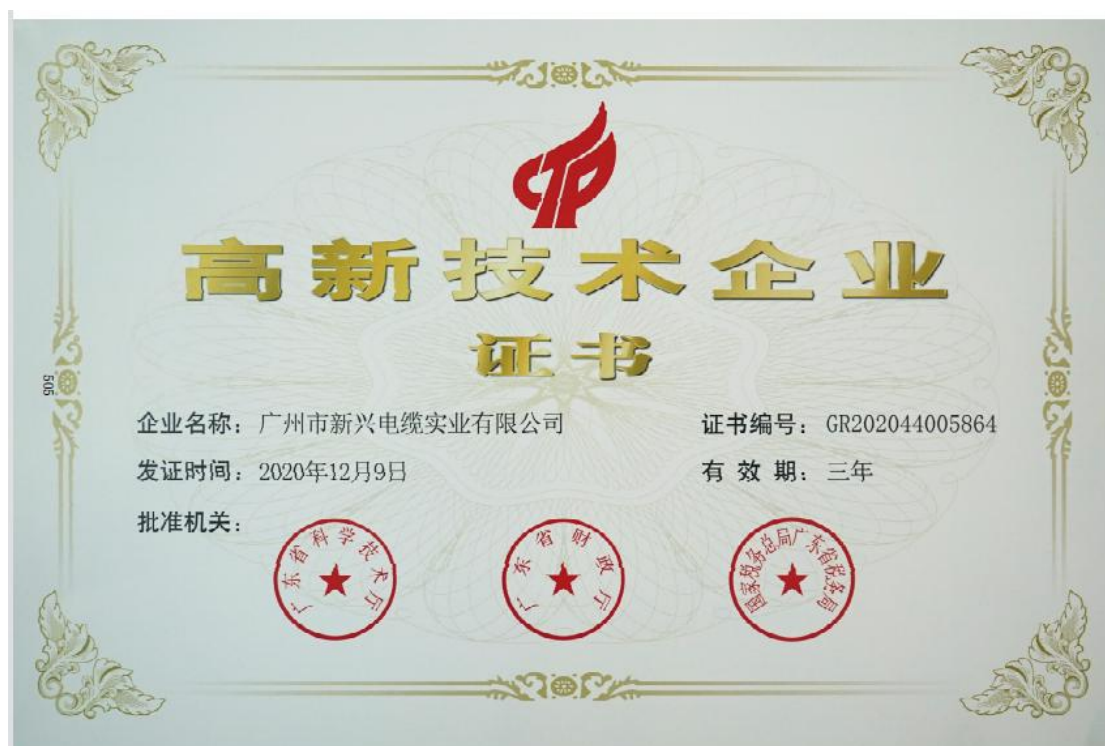 高新技术企业
证书
企业名称：广州市新兴电缆实业有限公司
证书编号：GR202044005864
发证时间：2020年12月9日
有效期：三年
批准机关：
广东省科学技术厅
广东省财政厅
国家税务总局广东省税务局
505